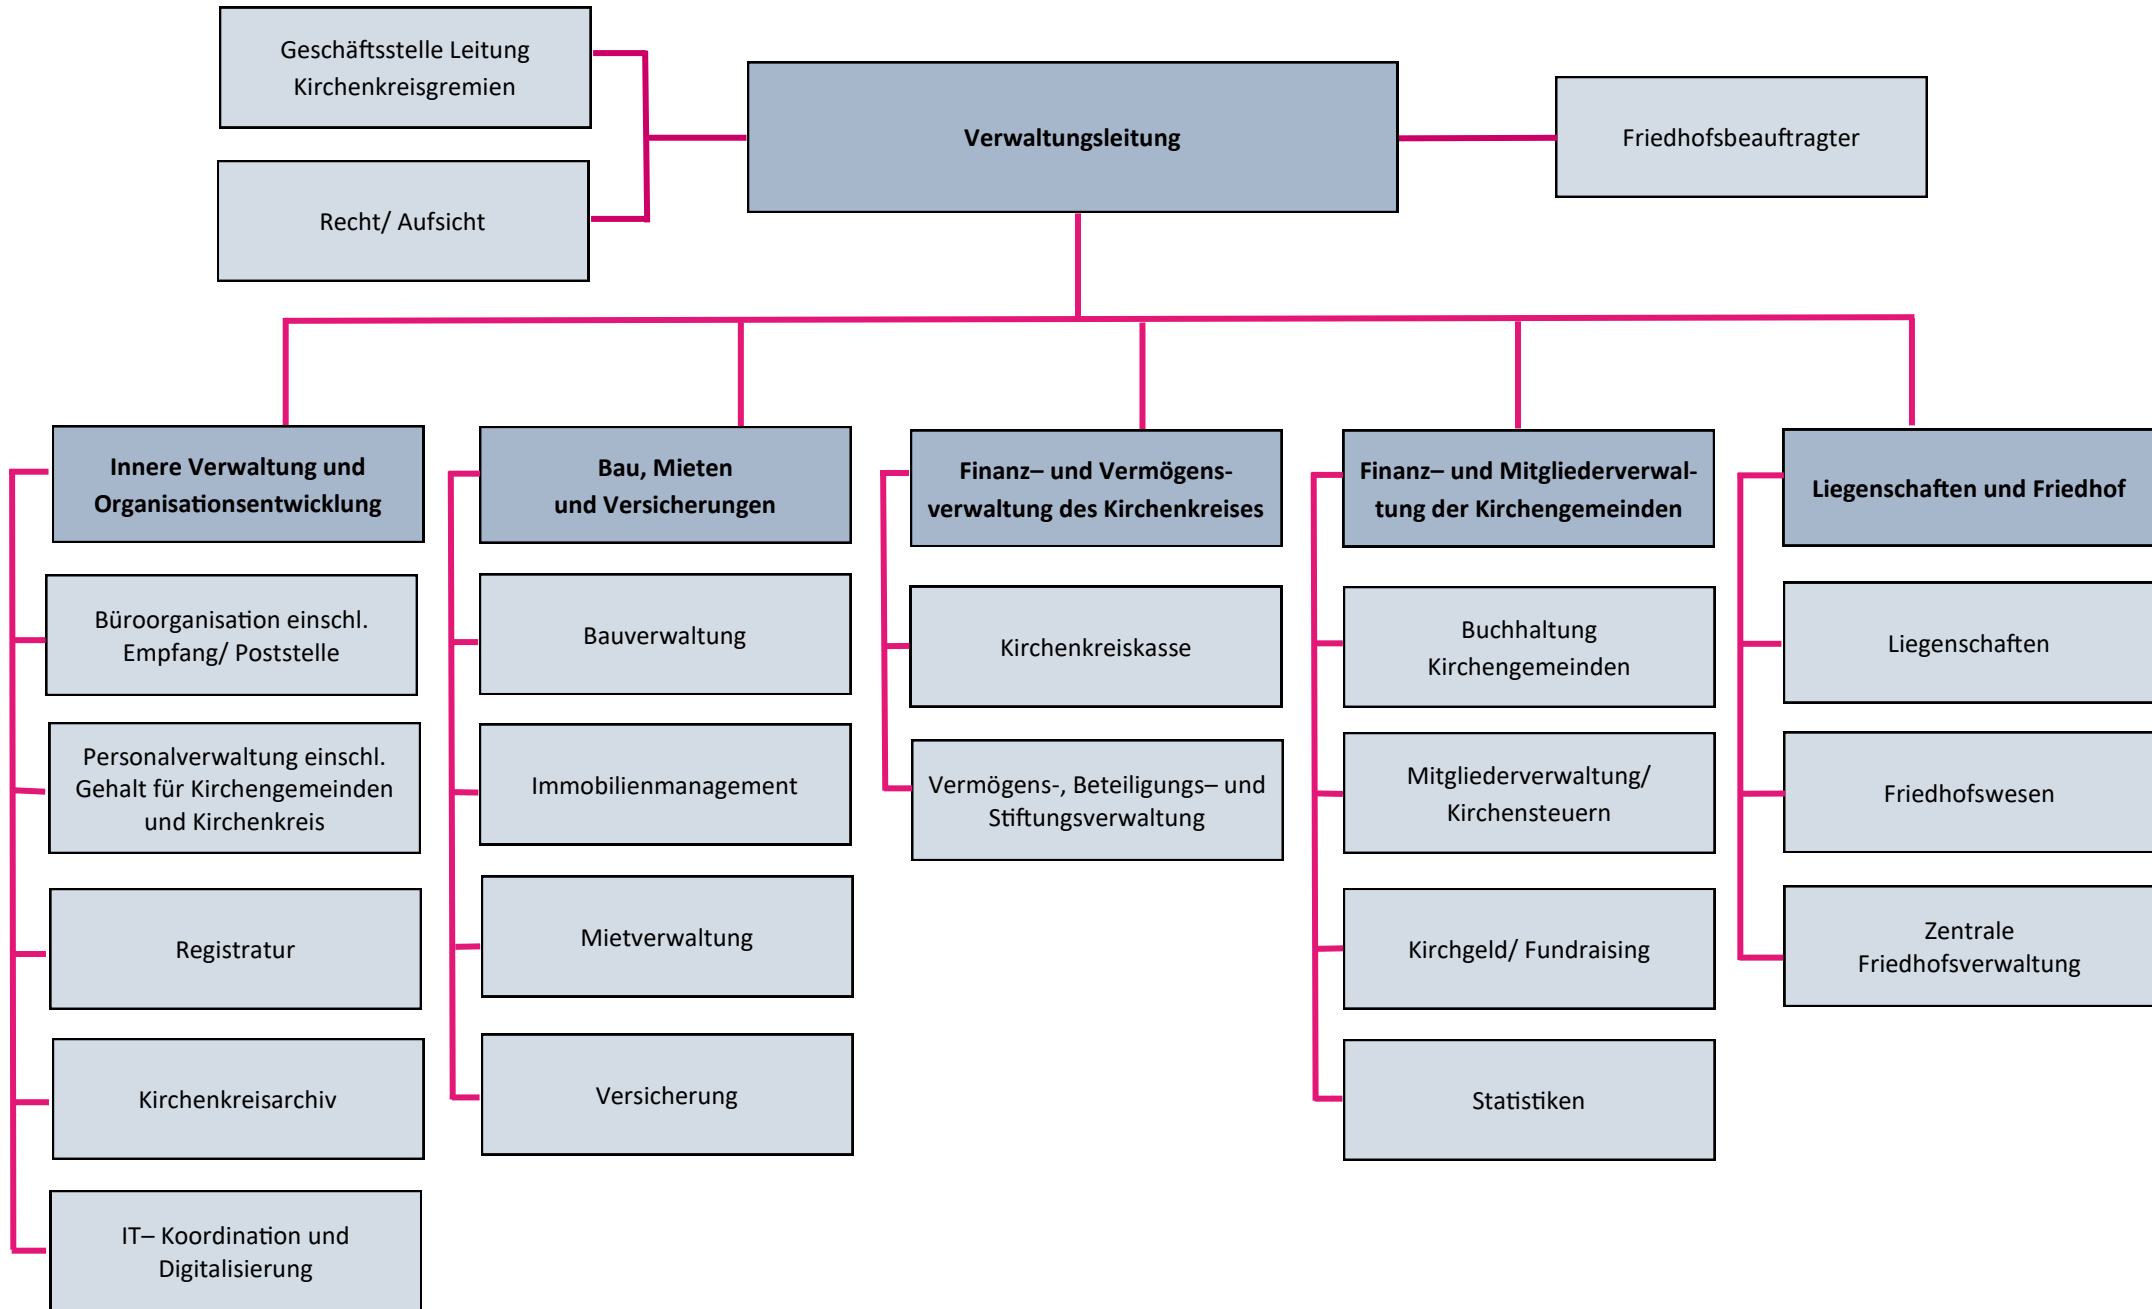 Geschäftsstelle Leitung
Kirchenkreisgremien
Recht/ Aufsicht
Verwaltungsleitung
Friedhofsbeauftragter
Innere Verwaltung und
Organisationsentwicklung
Büroorganisation einschl.
Empfang/ Poststelle
Personalverwaltung einschl.
Gehalt für Kirchengemeinden
und Kirchenkreis
Registratur
Kirchenkreisarchiv
IT– Koordination und
Digitalisierung
Bau, Mieten
und Versicherungen
Bauverwaltung
Immobilienmanagement
Mietverwaltung
Versicherung
Finanz– und Vermögens-
verwaltung des Kirchenkreises
Kirchenkreiskasse
Vermögens-, Beteiligungs– und
Stiftungsverwaltung
Finanz– und Mitgliederverwal-
tung der Kirchengemeinden
Buchhaltung
Kirchengemeinden
Mitgliederverwaltung/
Kirchensteuern
Kirchgeld/ Fundraising
Statistiken
Liegenschaften und Friedhof
Liegenschaften
Friedhofswesen
Zentrale
Friedhofsverwaltung